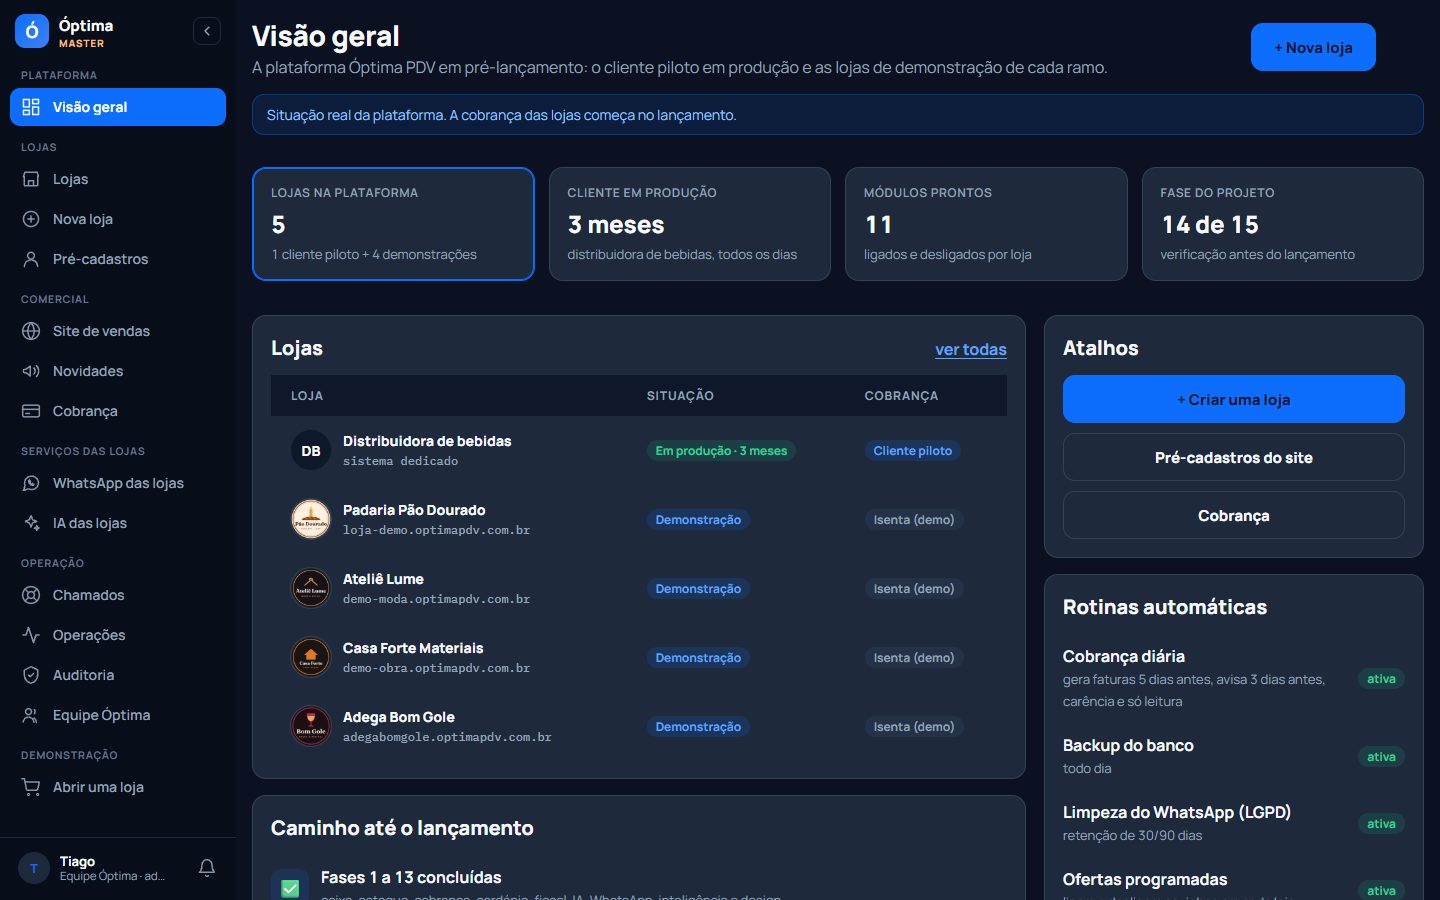 Ó
Óptima
MASTER
PLATAFORMA
Visão geral
LOJAS
Lojas
Nova loja
Pré-cadastros
COMERCIAL
Site de vendas
Novidades
Cobrança
SERVIÇOS DAS LOJAS
WhatsApp das lojas
IA das lojas
OPERAÇÃO
Chamados
Operações
Auditoria
Equipe Óptima
DEMONSTRAÇÃO
Abrir uma loja
T
Tiago
Equipe Óptima · ad...
Visão geral
A plataforma Óptima PDV em pré-lançamento: o cliente piloto em produção e as lojas de demonstração de cada ramo.
+ Nova loja
Situação real da plataforma. A cobrança das lojas começa no lançamento.
LOJAS NA PLATAFORMA
5
1 cliente piloto + 4 demonstrações
CLIENTE EM PRODUÇÃO
3 meses
distribuidora de bebidas, todos os dias
MÓDULOS PRONTOS
11
ligados e desligados por loja
FASE DO PROJETO
14 de 15
verificação antes do lançamento
Lojas
ver todas
LOJA SITUAÇÃO COBRANÇA
DB
Distribuidora de bebidas
sistema dedicado
Em produção · 3 meses
Cliente piloto
Pão Dourado
Padaria Pão Dourado
loja-demo.optimapdv.com.br
Demonstração
Isenta (demo)
Ateliê Lume
Ateliê Lume
demo-moda.optimapdv.com.br
Demonstração
Isenta (demo)
Casa Forte
Casa Forte Materiais
demo-obra.optimapdv.com.br
Demonstração
Isenta (demo)
Bom Gole
Adega Bom Gole
adegabomgole.optimapdv.com.br
Demonstração
Isenta (demo)
Caminho até o lançamento
Fases 1 a 13 concluídas
Atalhos
+ Criar uma loja
Pré-cadastros do site
Cobrança
Rotinas automáticas
Cobrança diária
gera faturas 5 dias antes, avisa 3 dias antes,
carência e só leitura
ativa
Backup do banco
todo dia
ativa
Limpeza do WhatsApp (LGPD)
retenção de 30/90 dias
ativa
Ofertas programadas
ativa